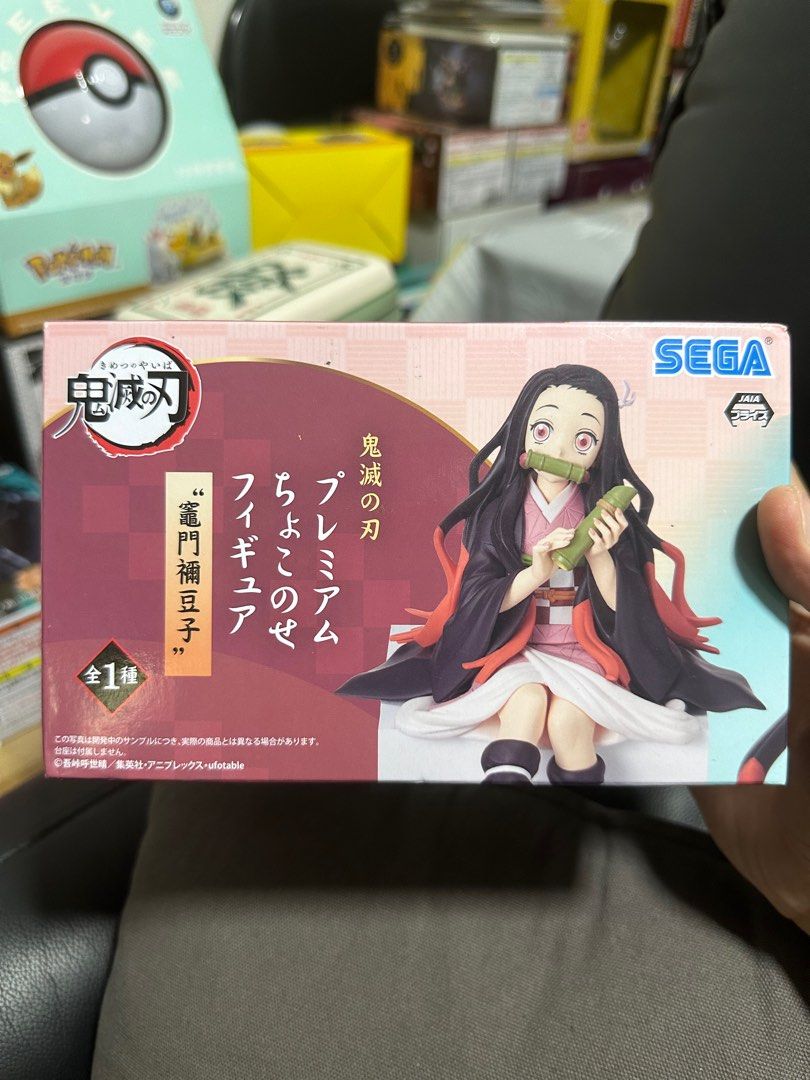 きめつのやいば
鬼滅の刃
SEGA®
JAIA
プライズ
鬼滅の刃
プレミアム
ちょこのせ
フィギュア
“竈門禰豆子”
全1種
この写真は開発中のサンプルにつき、実際の商品とは異なる場合があります。
台座は付属しません。
©吾峠呼世晴／集英社・アニプレックス・ufotable